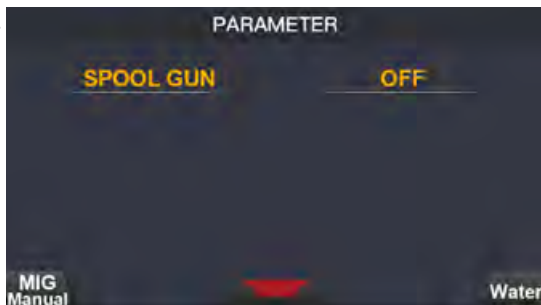 PARAMETER
SPOOL GUN OFF
MIG
Manual
Water